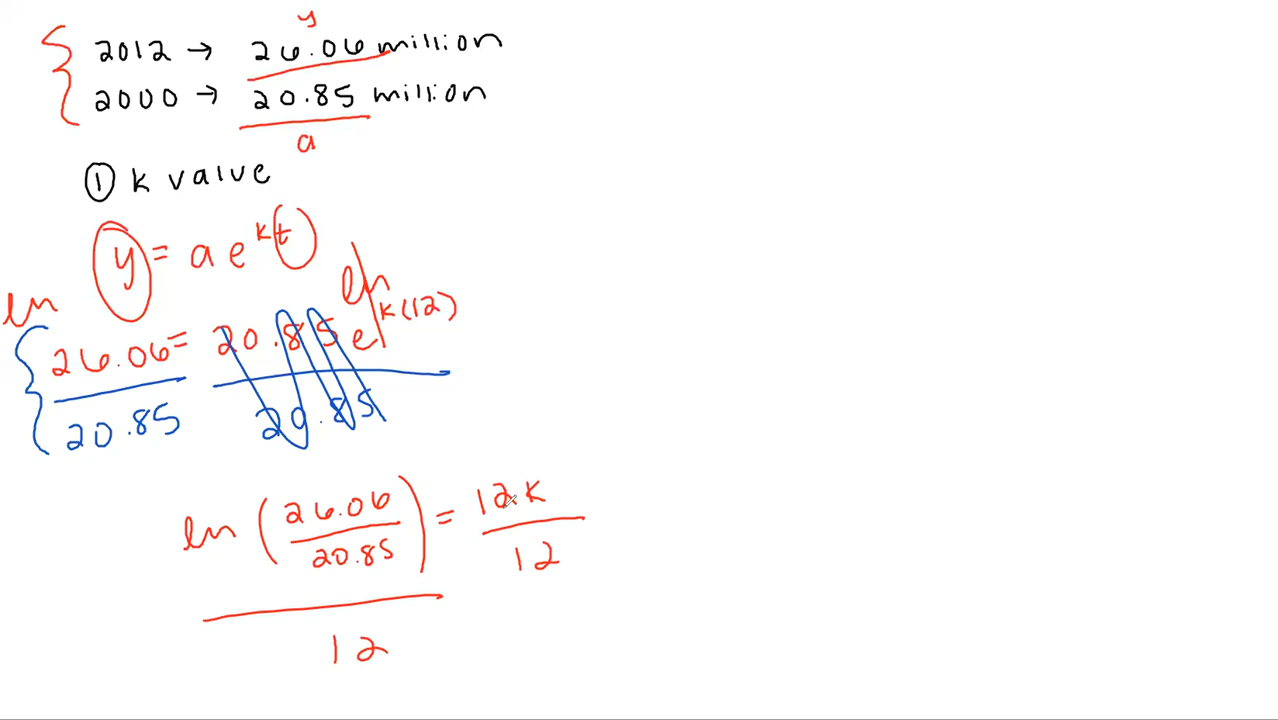 y
2012 → 26.06 million
2000 → 20.85 million
a
① k value
y = a e^k(t)
ln ln
26.06 = 20.85 e^k(12)
20.85 20.85
ln (26.06/20.85) = 12k/12
12